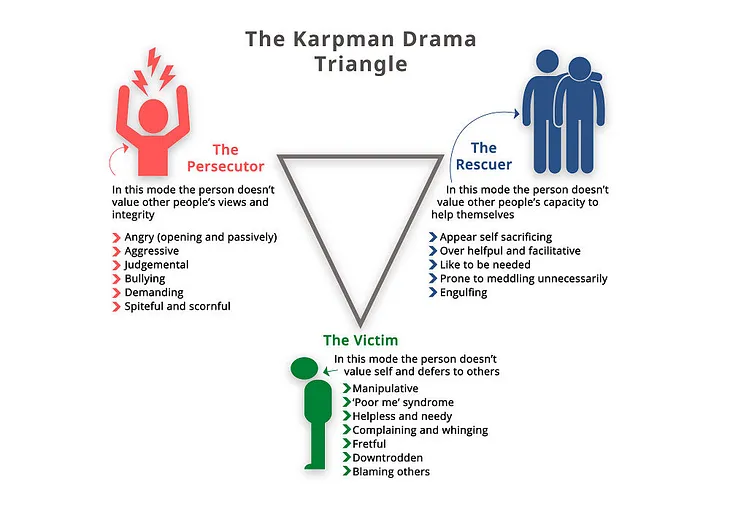 The Karpman Drama
Triangle
The
Persecutor
In this mode the person doesn't
value other people's views and
integrity
Angry (opening and passively)
Aggressive
Judgemental
Bullying
Demanding
Spiteful and scornful
The
Rescuer
In this mode the person doesn't
value other people's capacity to
help themselves
Appear self sacrificing
Over helfpul and facilitative
Like to be needed
Prone to meddling unnecessarily
Engulfing
The Victim
In this mode the person doesn't
value self and defers to others
Manipulative
'Poor me' syndrome
Helpless and needy
Complaining and whinging
Fretful
Downtrodden
Blaming others